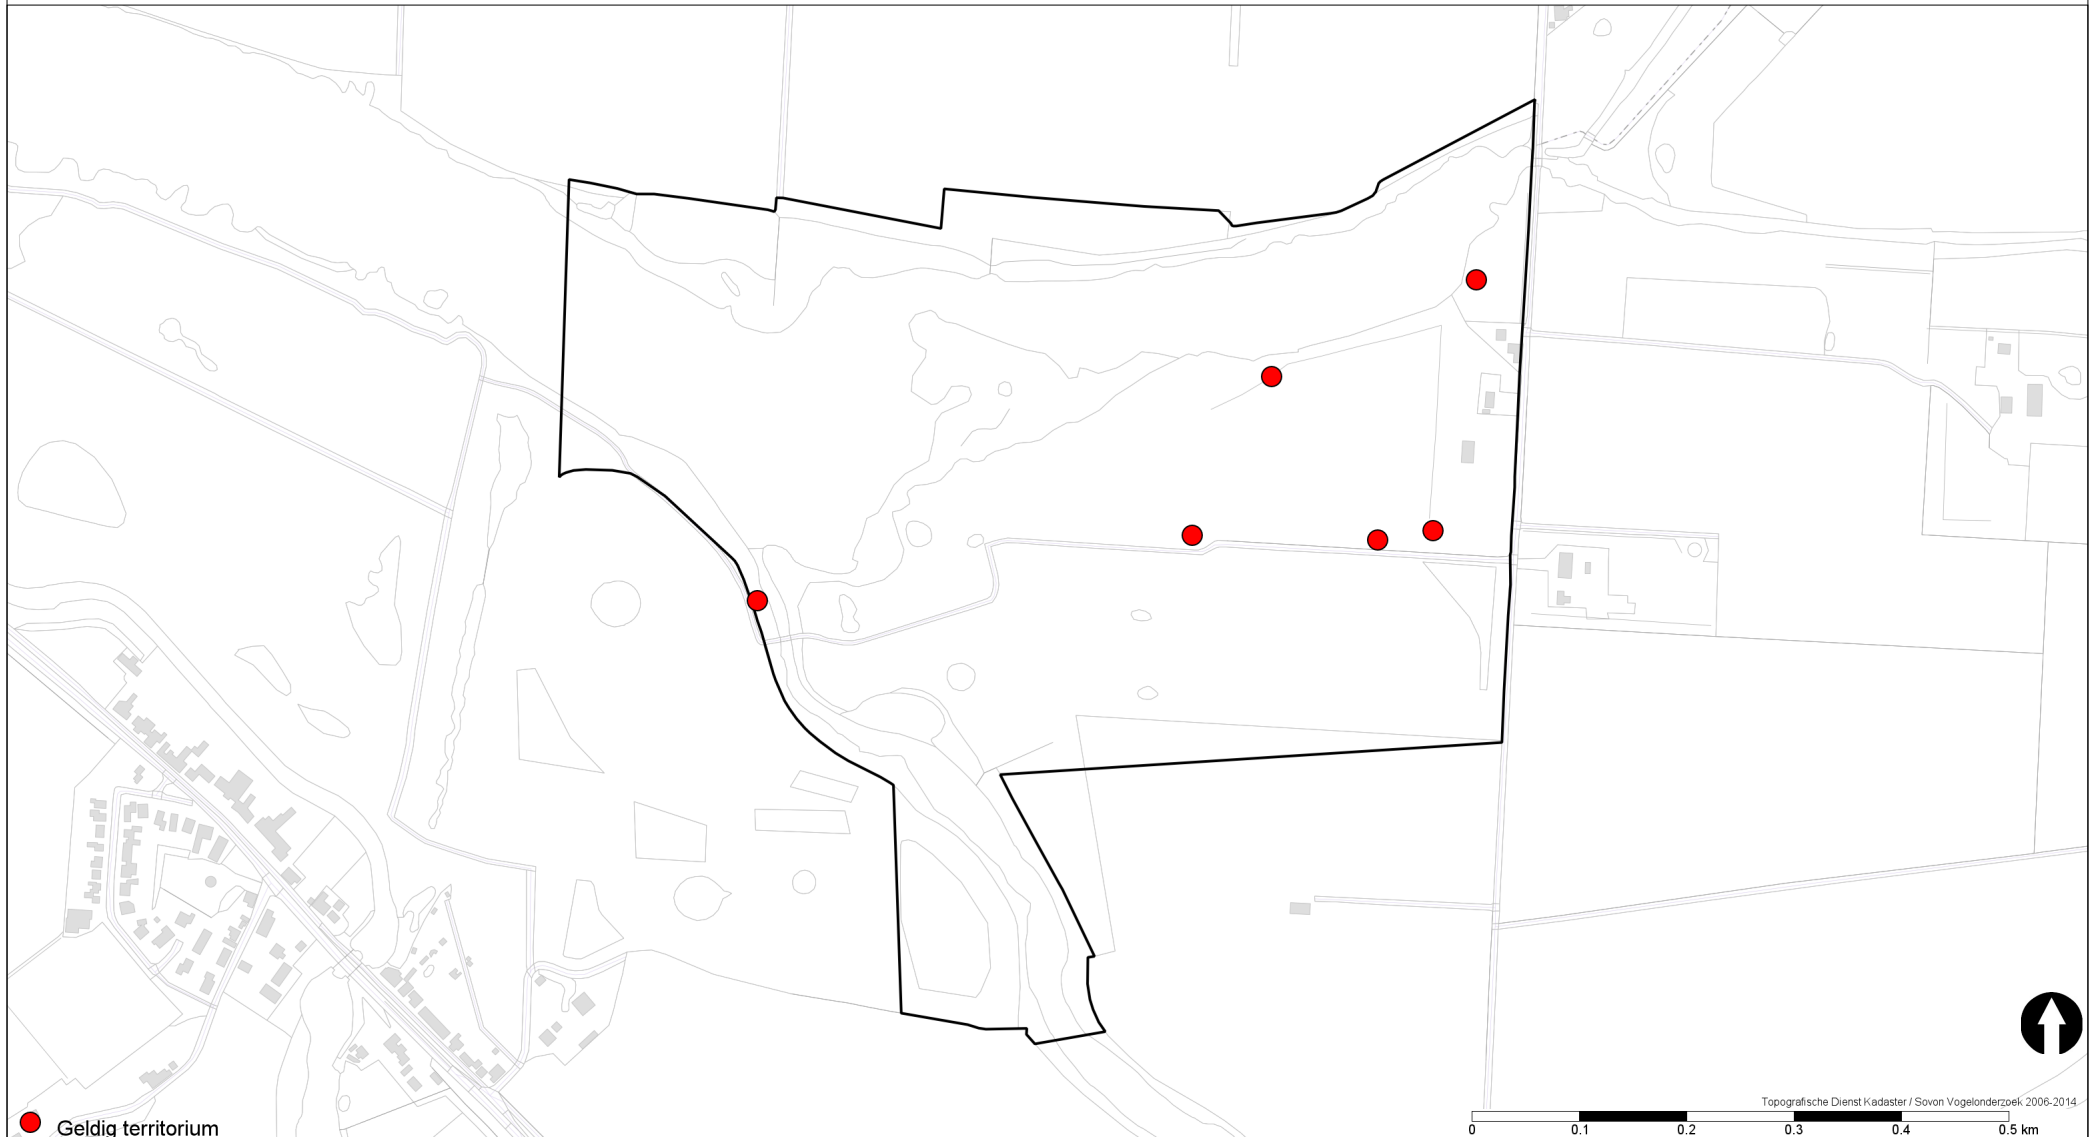 Topografische Dienst Kadaster / Sovon Vogelonderzoek 2006-2014
0 0.1 0.2 0.3 0.4 0.5 km
Geldig territorium